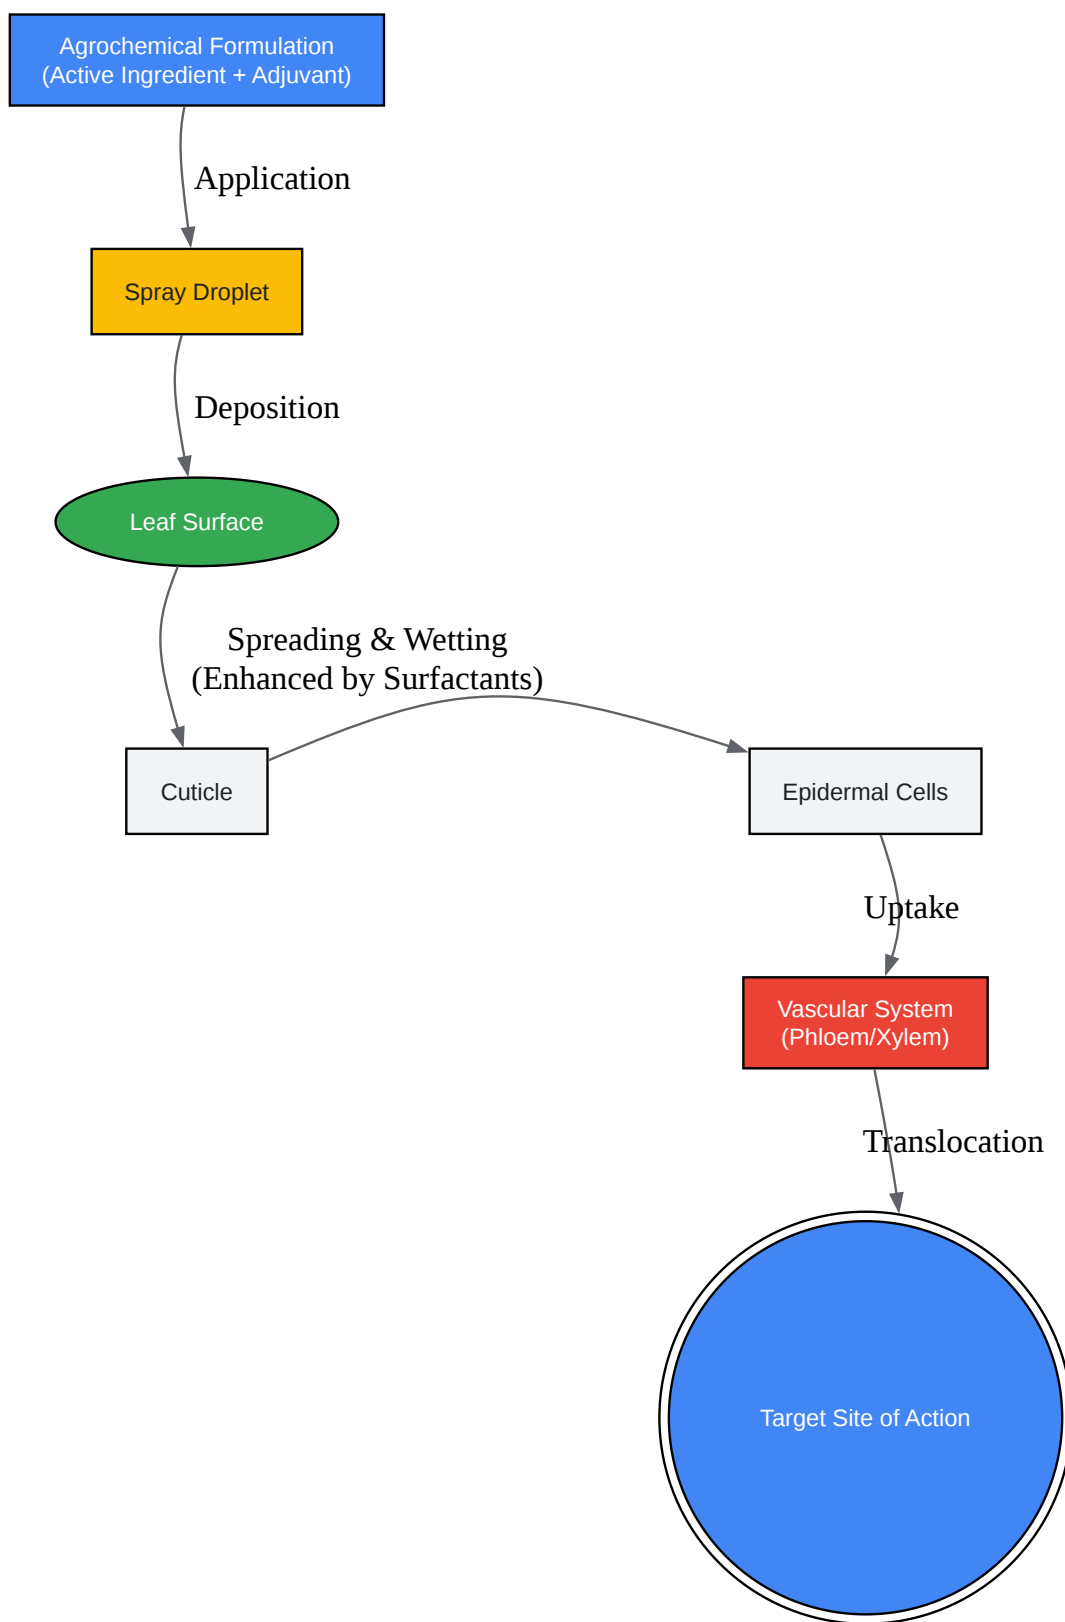 Agrochemical Formulation
(Active Ingredient + Adjuvant)
Application
Spray Droplet
Deposition
Leaf Surface
Spreading & Wetting
(Enhanced by Surfactants)
Cuticle
Epidermal Cells
Uptake
Vascular System
(Phloem/Xylem)
Translocation
Target Site of Action